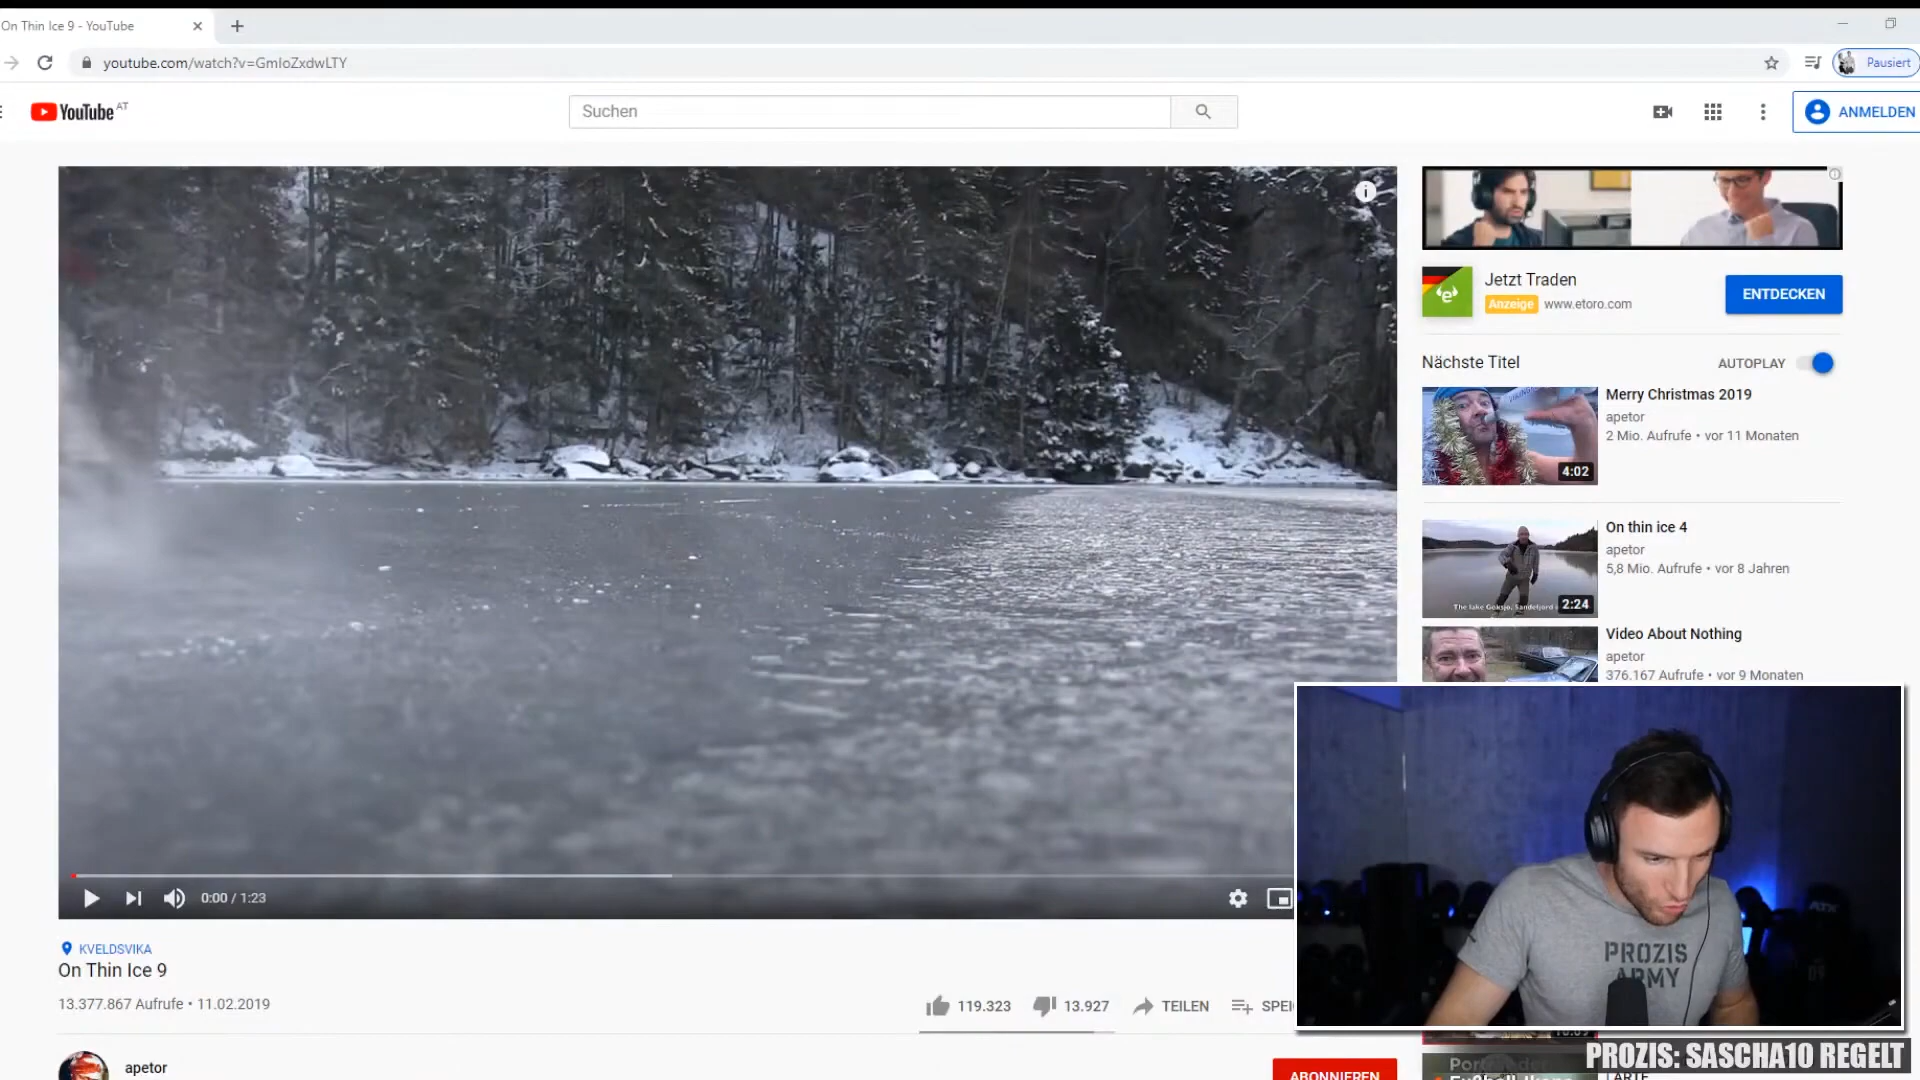 On Thin Ice 9 - YouTube
youtube.com/watch?v=GmIoZxdwLTY
Pausiert
YouTube AT
Suchen
ANMELDEN
Jetzt Traden
Anzeige www.etoro.com
ENTDECKEN
Nächste Titel
AUTOPLAY
Merry Christmas 2019
apetor
2 Mio. Aufrufe • vor 11 Monaten
4:02
On thin ice 4
apetor
5,8 Mio. Aufrufe • vor 8 Jahren
2:24
Video About Nothing
apetor
376.167 Aufrufe • vor 9 Monaten
0:00 / 1:23
KVELDSVIKA
On Thin Ice 9
13.377.867 Aufrufe • 11.02.2019
119.323
13.927
TEILEN
SPEI
apetor
ABONNIEREN
PROZIS
ARMY
PROZIS: SASCHA10 REGELT